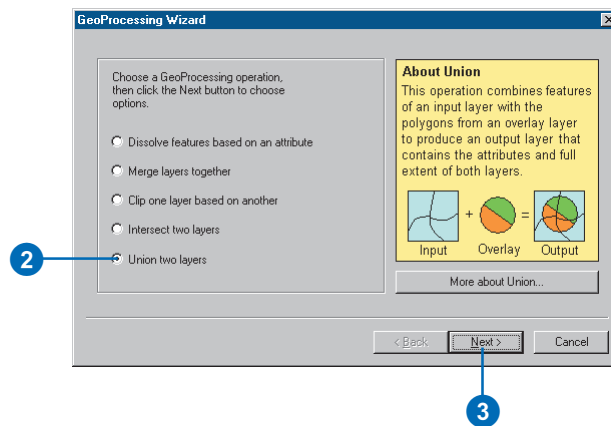 GeoProcessing Wizard
Choose a GeoProcessing operation,
then click the Next button to choose
options.
Dissolve features based on an attribute
Merge layers together
Clip one layer based on another
Intersect two layers
2
Union two layers
About Union
This operation combines features
of an input layer with the
polygons from an overlay layer
to produce an output layer that
contains the attributes and full
extent of both layers.
+ =
Input Overlay Output
More about Union...
< Back Next > Cancel
3